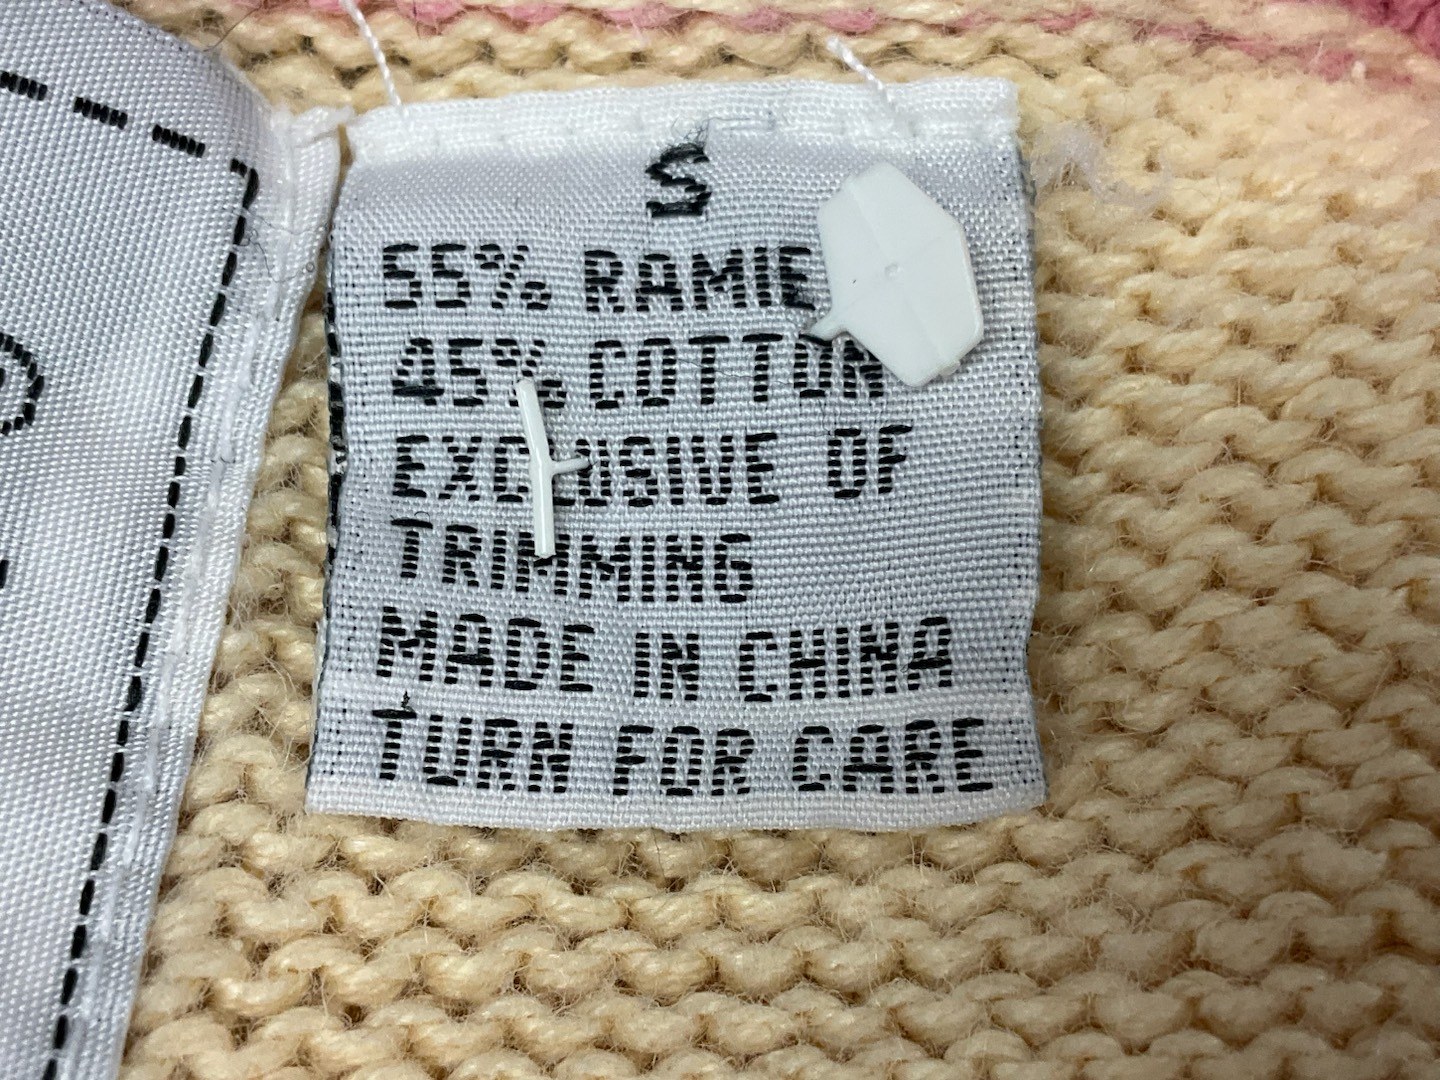 S
55% RAMIE
45% COTTON
EXCLUSIVE OF
TRIMMING
MADE IN CHINA
TURN FOR CARE